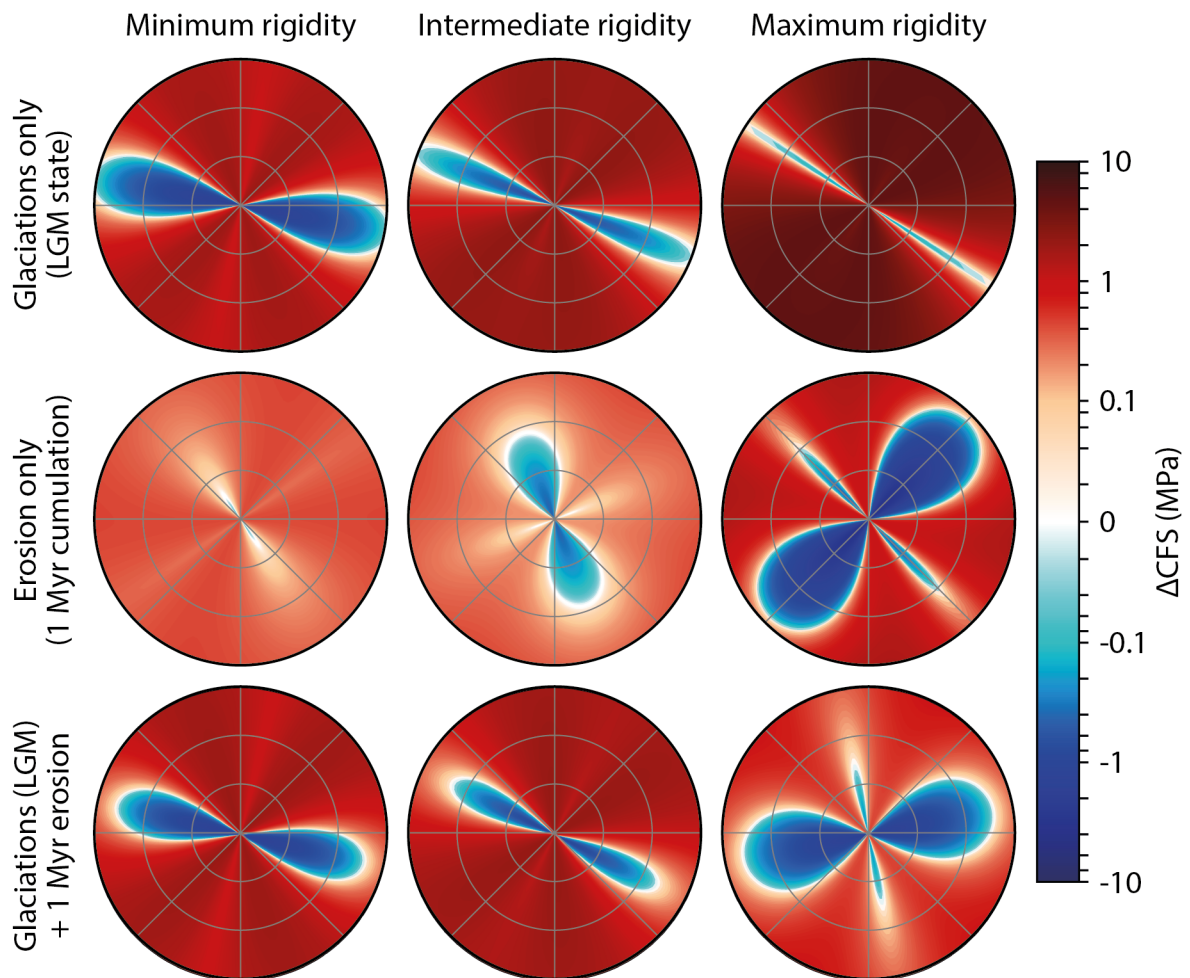 Minimum rigidity
Intermediate rigidity
Maximum rigidity
Glaciations only
(LGM state)
Erosion only
(1 Myr cumulation)
Glaciations (LGM)
+ 1 Myr erosion
10
1
0.1
0
-0.1
-1
-10
ΔCFS (MPa)